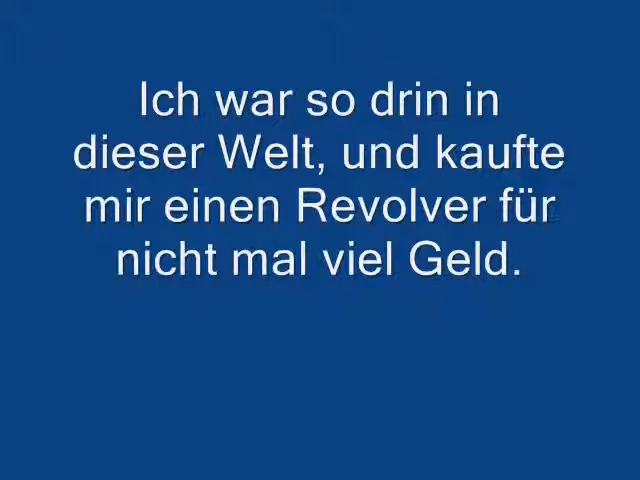 Ich war so drin in
dieser Welt, und kaufte
mir einen Revolver für
nicht mal viel Geld.